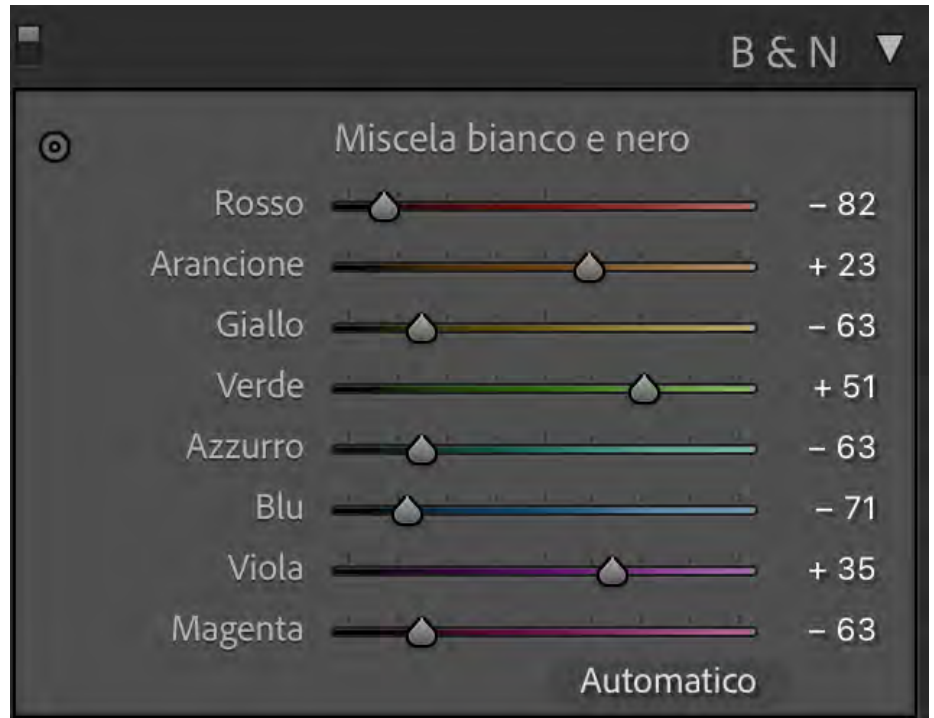 B & N
Miscela bianco e nero
Rosso – 82
Arancione + 23
Giallo – 63
Verde + 51
Azzurro – 63
Blu – 71
Viola + 35
Magenta – 63
Automatico